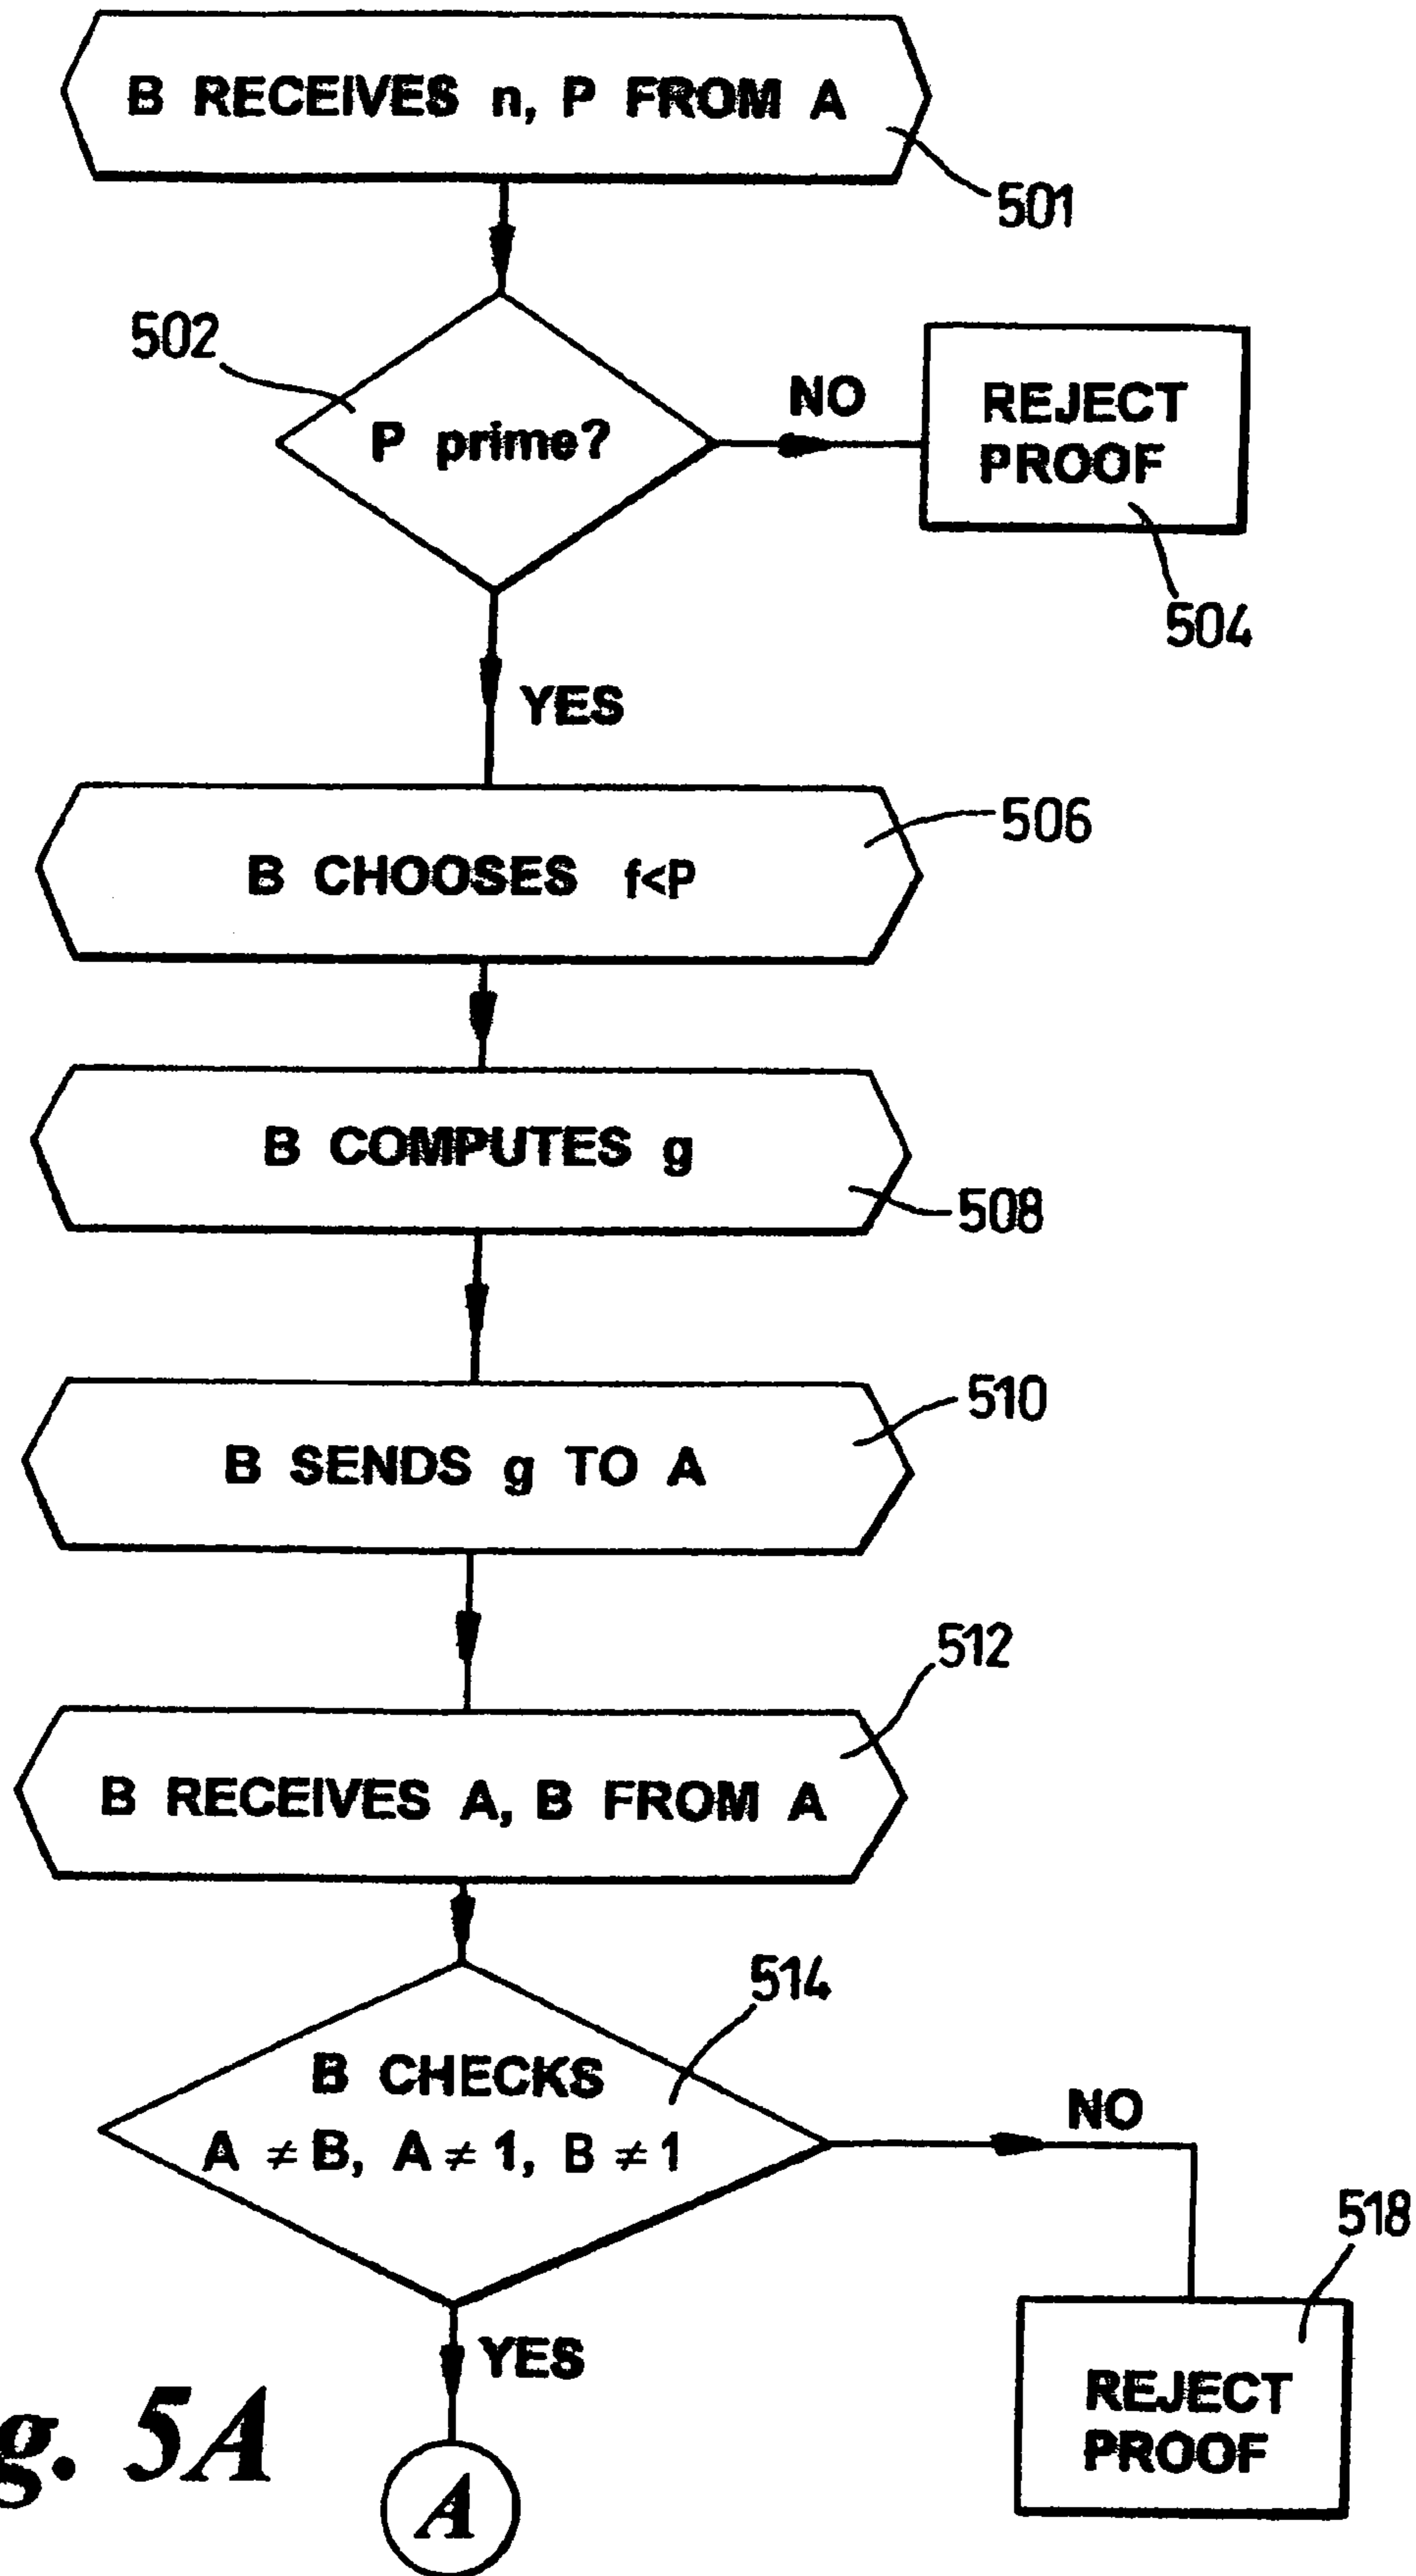 B RECEIVES n, P FROM A
501
502
P prime?
NO
REJECT
PROOF
504
YES
506
B CHOOSES f<P
B COMPUTES g
508
510
B SENDS g TO A
512
B RECEIVES A, B FROM A
514
B CHECKS
A ≠ B, A ≠ 1, B ≠ 1
NO
518
YES
REJECT
PROOF
g. 5A
A